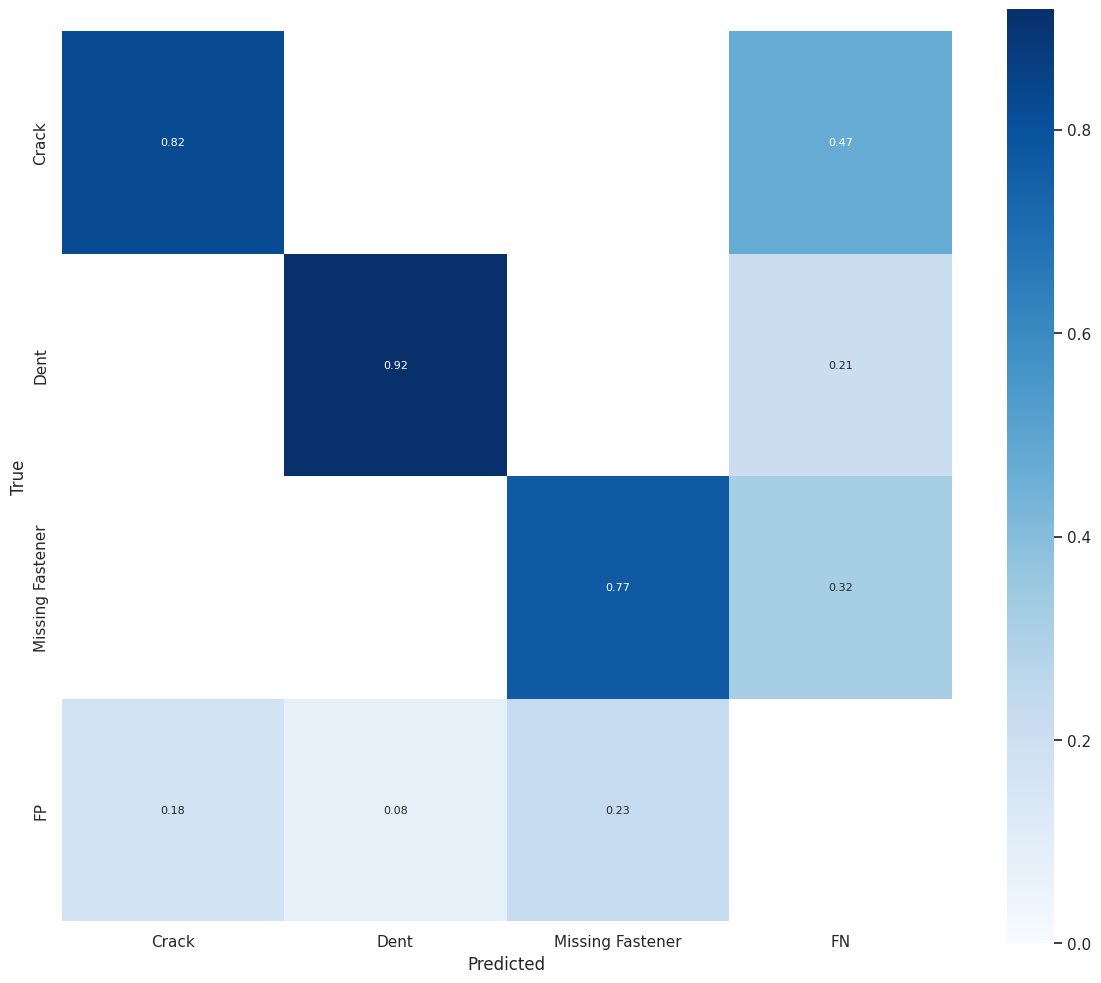 True
Crack
0.82
0.47
Dent
0.92
0.21
Missing Fastener
0.77
0.32
FP
0.18
0.08
0.23
Crack
Dent
Missing Fastener
FN
Predicted
0.8
0.6
0.4
0.2
0.0